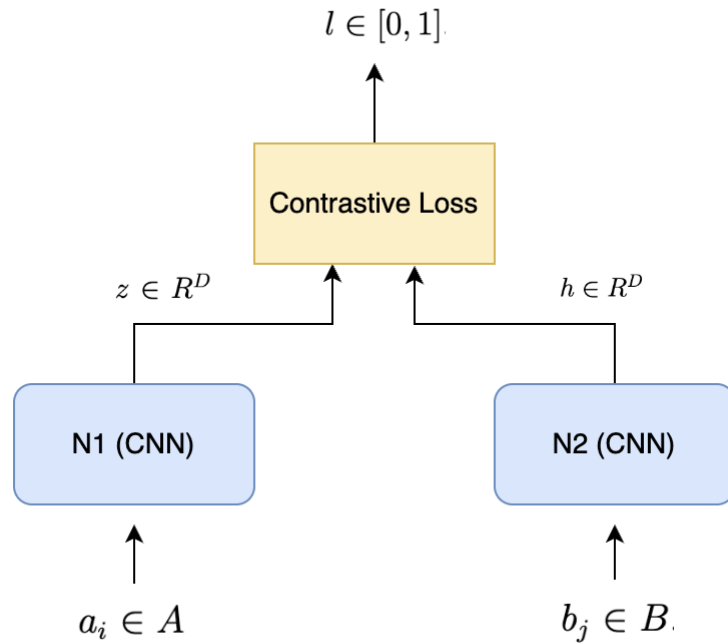 l ∈ [0, 1].
Contrastive Loss
z ∈ R^D
h ∈ R^D
N1 (CNN)
N2 (CNN)
a_i ∈ A
b_j ∈ B.